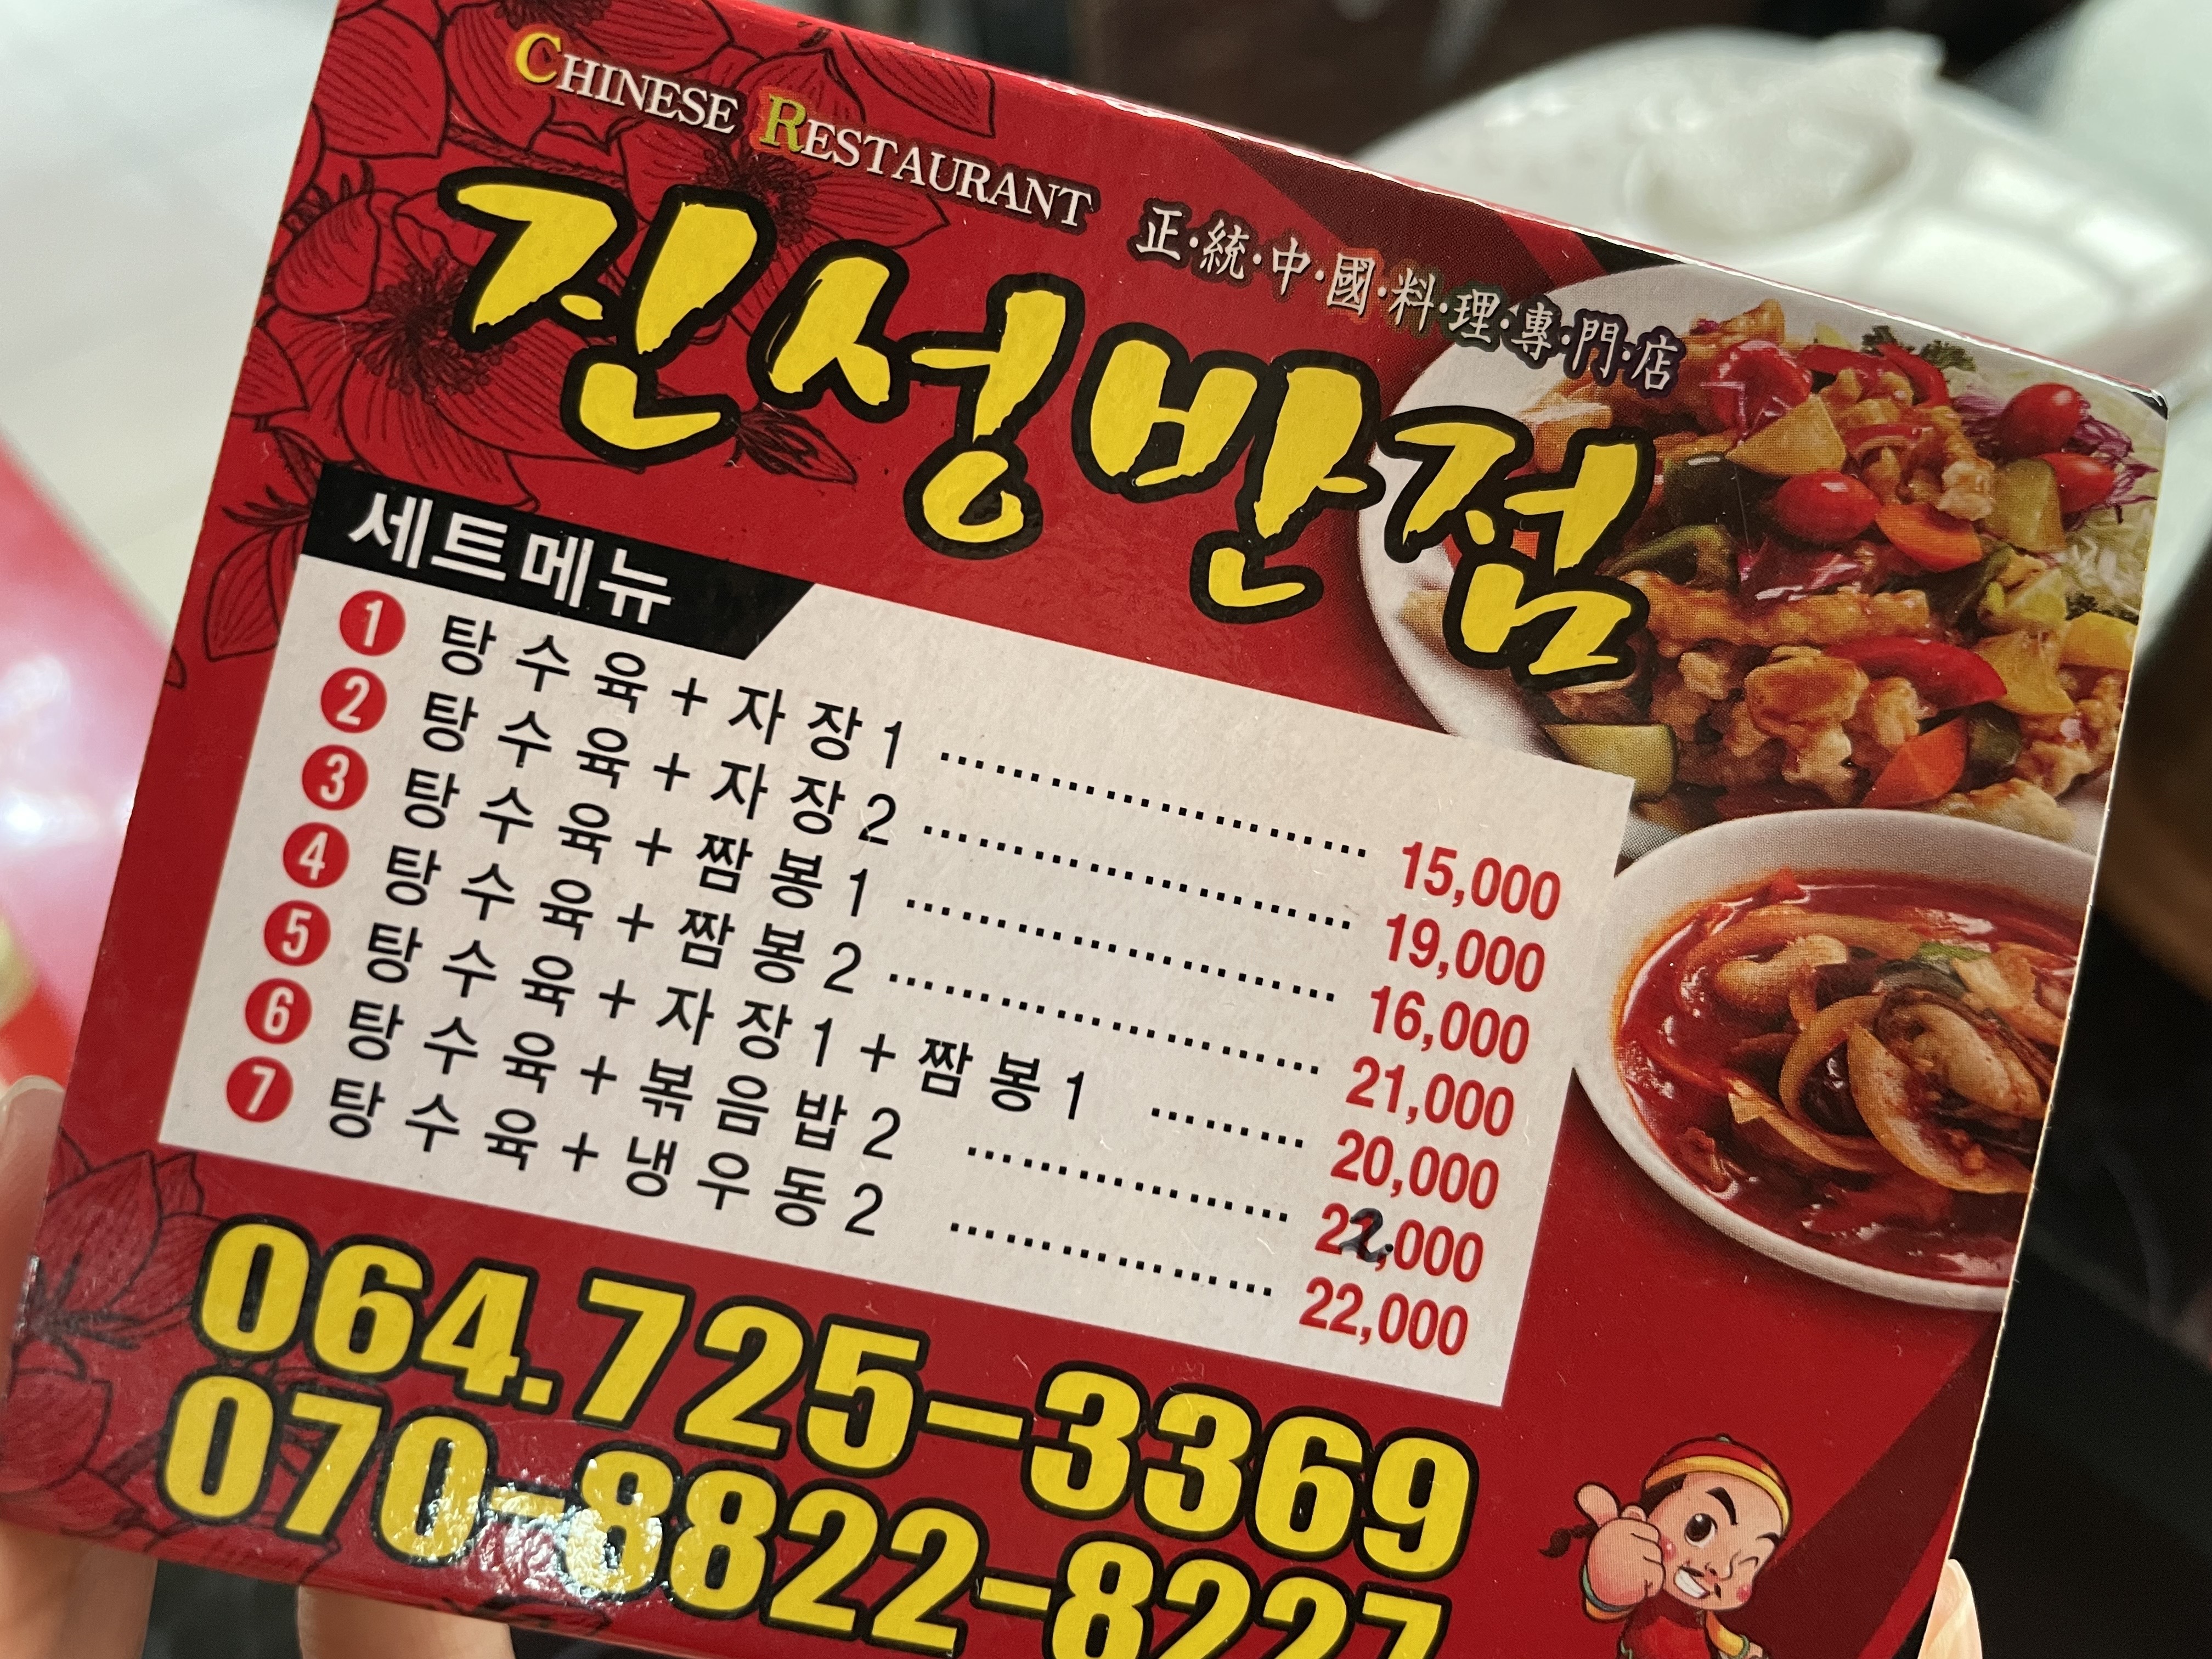 CHINESE RESTAURANT 正·統·中·國·料·理·專·門·店
진성반점
세트메뉴
1 탕수육+자장1 ........................ 15,000
2 탕수육+자장2 ........................ 19,000
3 탕수육+짬봉1 ........................ 16,000
4 탕수육+짬봉2 ........................ 21,000
5 탕수육+자장1+짬봉1 ......... 20,000
6 탕수육+볶음밥2 .................. 22,000
7 탕수육+냉우동2 .................. 22,000
064.725-3369
070-8822-8227